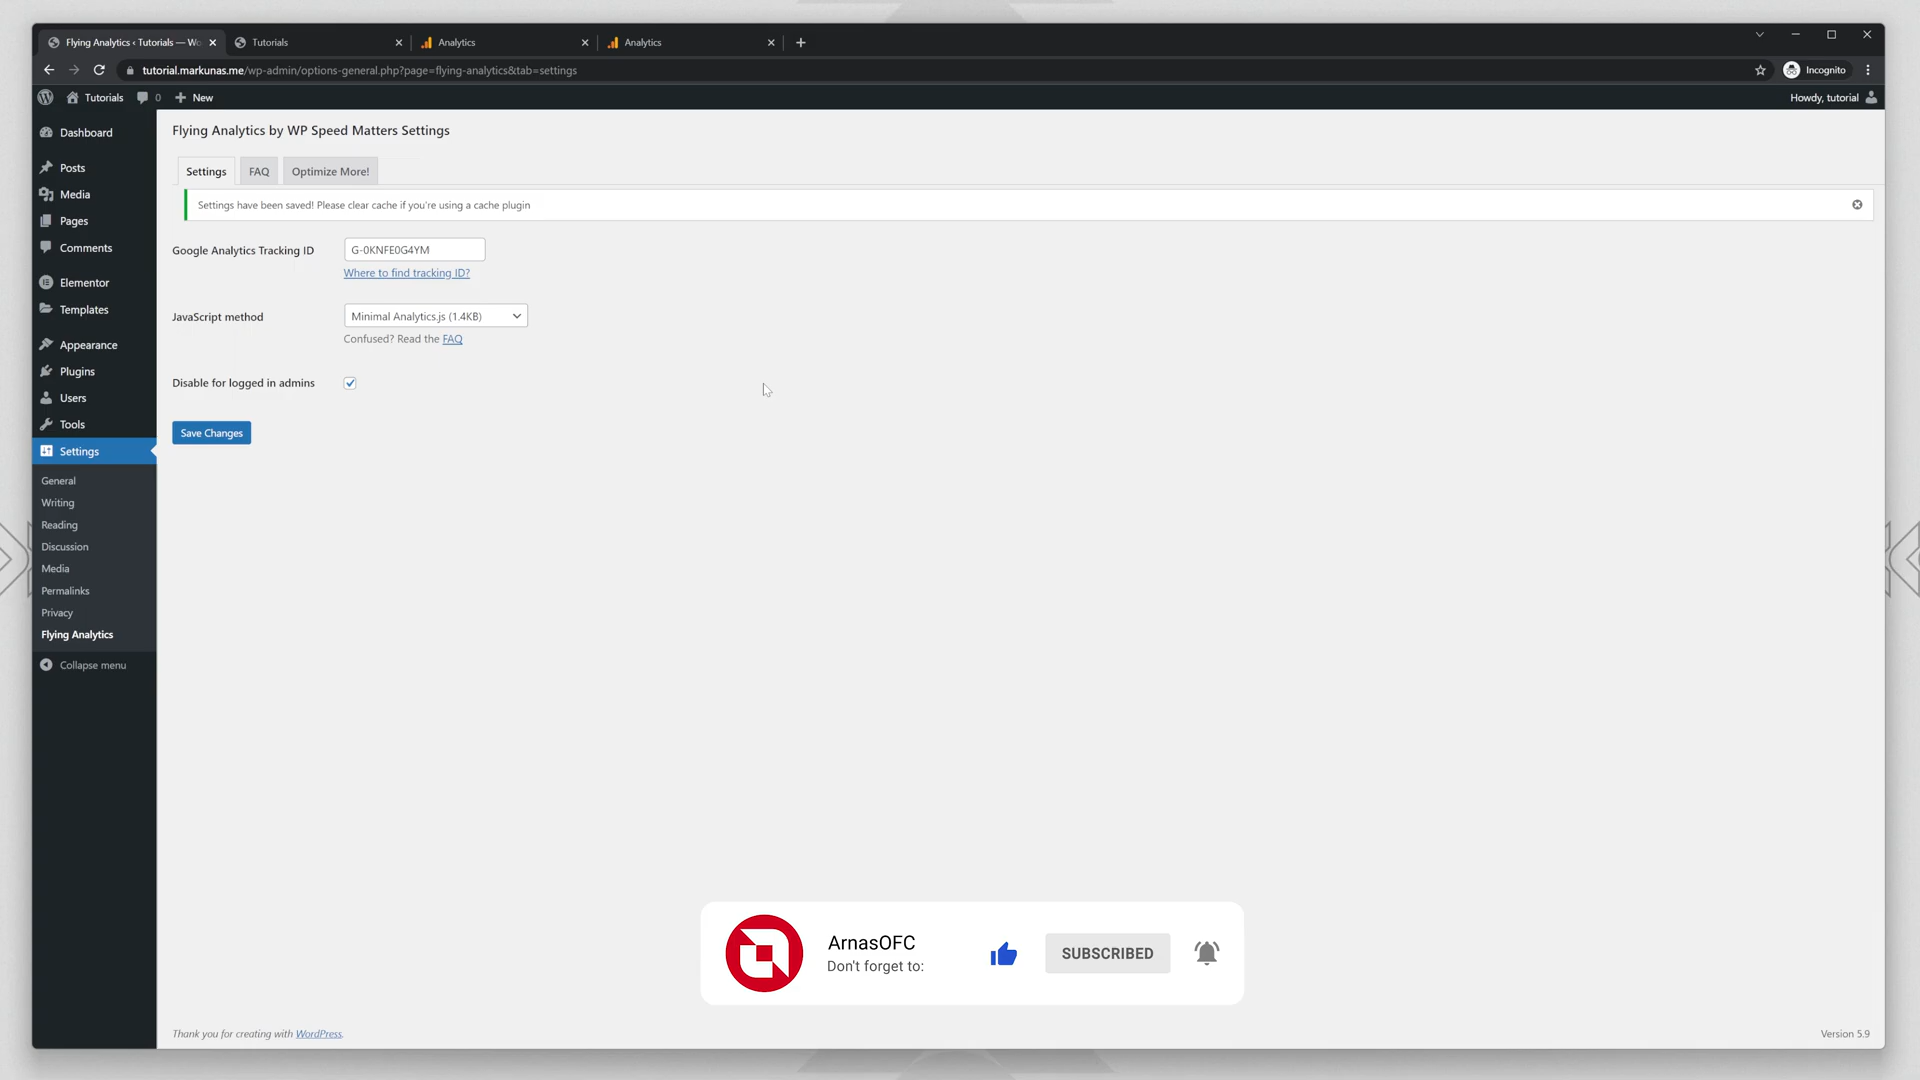 Flying Analytics ‹ Tutorials — Wo
Tutorials
Analytics
Analytics
tutorial.markunas.me/wp-admin/options-general.php?page=flying-analytics&tab=settings
Incognito
Tutorials
0
New
Howdy, tutorial
Dashboard
Posts
Media
Pages
Comments
Elementor
Templates
Appearance
Plugins
Users
Tools
Settings
General
Writing
Reading
Discussion
Media
Permalinks
Privacy
Flying Analytics
Collapse menu
Flying Analytics by WP Speed Matters Settings
Settings
FAQ
Optimize More!
Settings have been saved! Please clear cache if you're using a cache plugin
Google Analytics Tracking ID
G-0KNFE0G4YM
Where to find tracking ID?
JavaScript method
Minimal Analytics.js (1.4KB)
Confused? Read the FAQ
Disable for logged in admins
Save Changes
ArnasOFC
Don't forget to:
SUBSCRIBED
Thank you for creating with WordPress.
Version 5.9